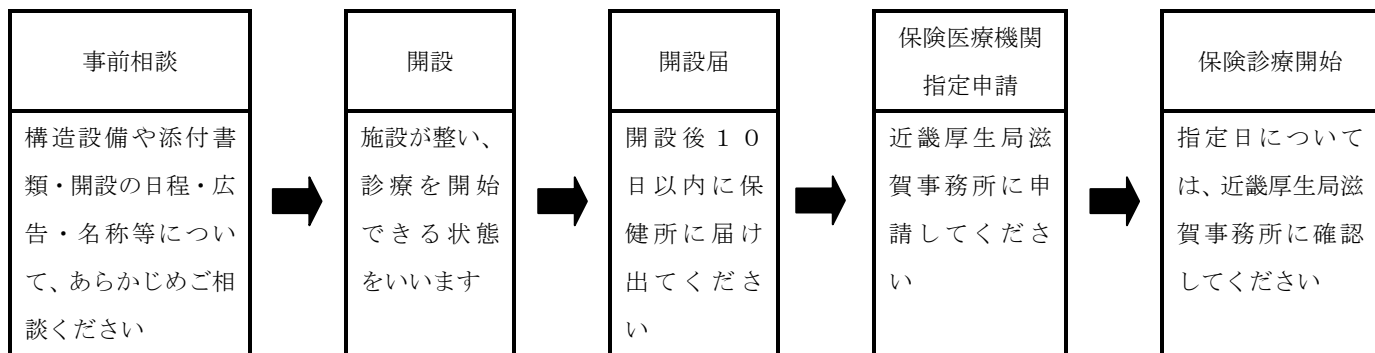 事前相談
構造設備や添付書
類・開設の日程・広
告・名称等につい
て、あらかじめご相
談ください
開設
施設が整い、
診療を開始
できる状態
をいいます
開設届
開設後１０
日以内に保
健所に届け
出てくださ
い
保険医療機関
指定申請
近畿厚生局滋
賀事務所に申
請してくださ
い
保険診療開始
指定日について
は、近畿厚生局滋
賀事務所に確認
してください